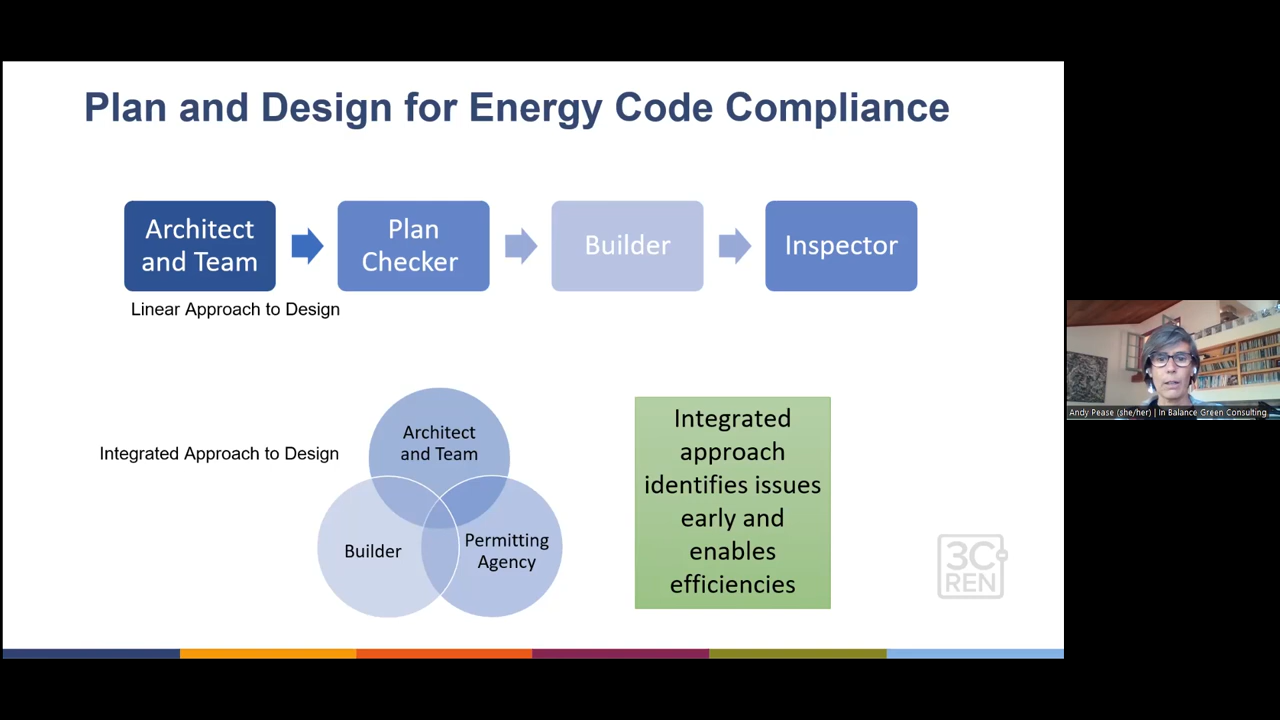 Plan and Design for Energy Code Compliance
Architect
and Team
Plan
Checker
Builder
Inspector
Linear Approach to Design
Integrated Approach to Design
Architect
and Team
Builder
Permitting
Agency
Integrated
approach
identifies issues
early and
enables
efficiencies
3C
REN
Andy Pease (she/her) | In Balance Green Consulting